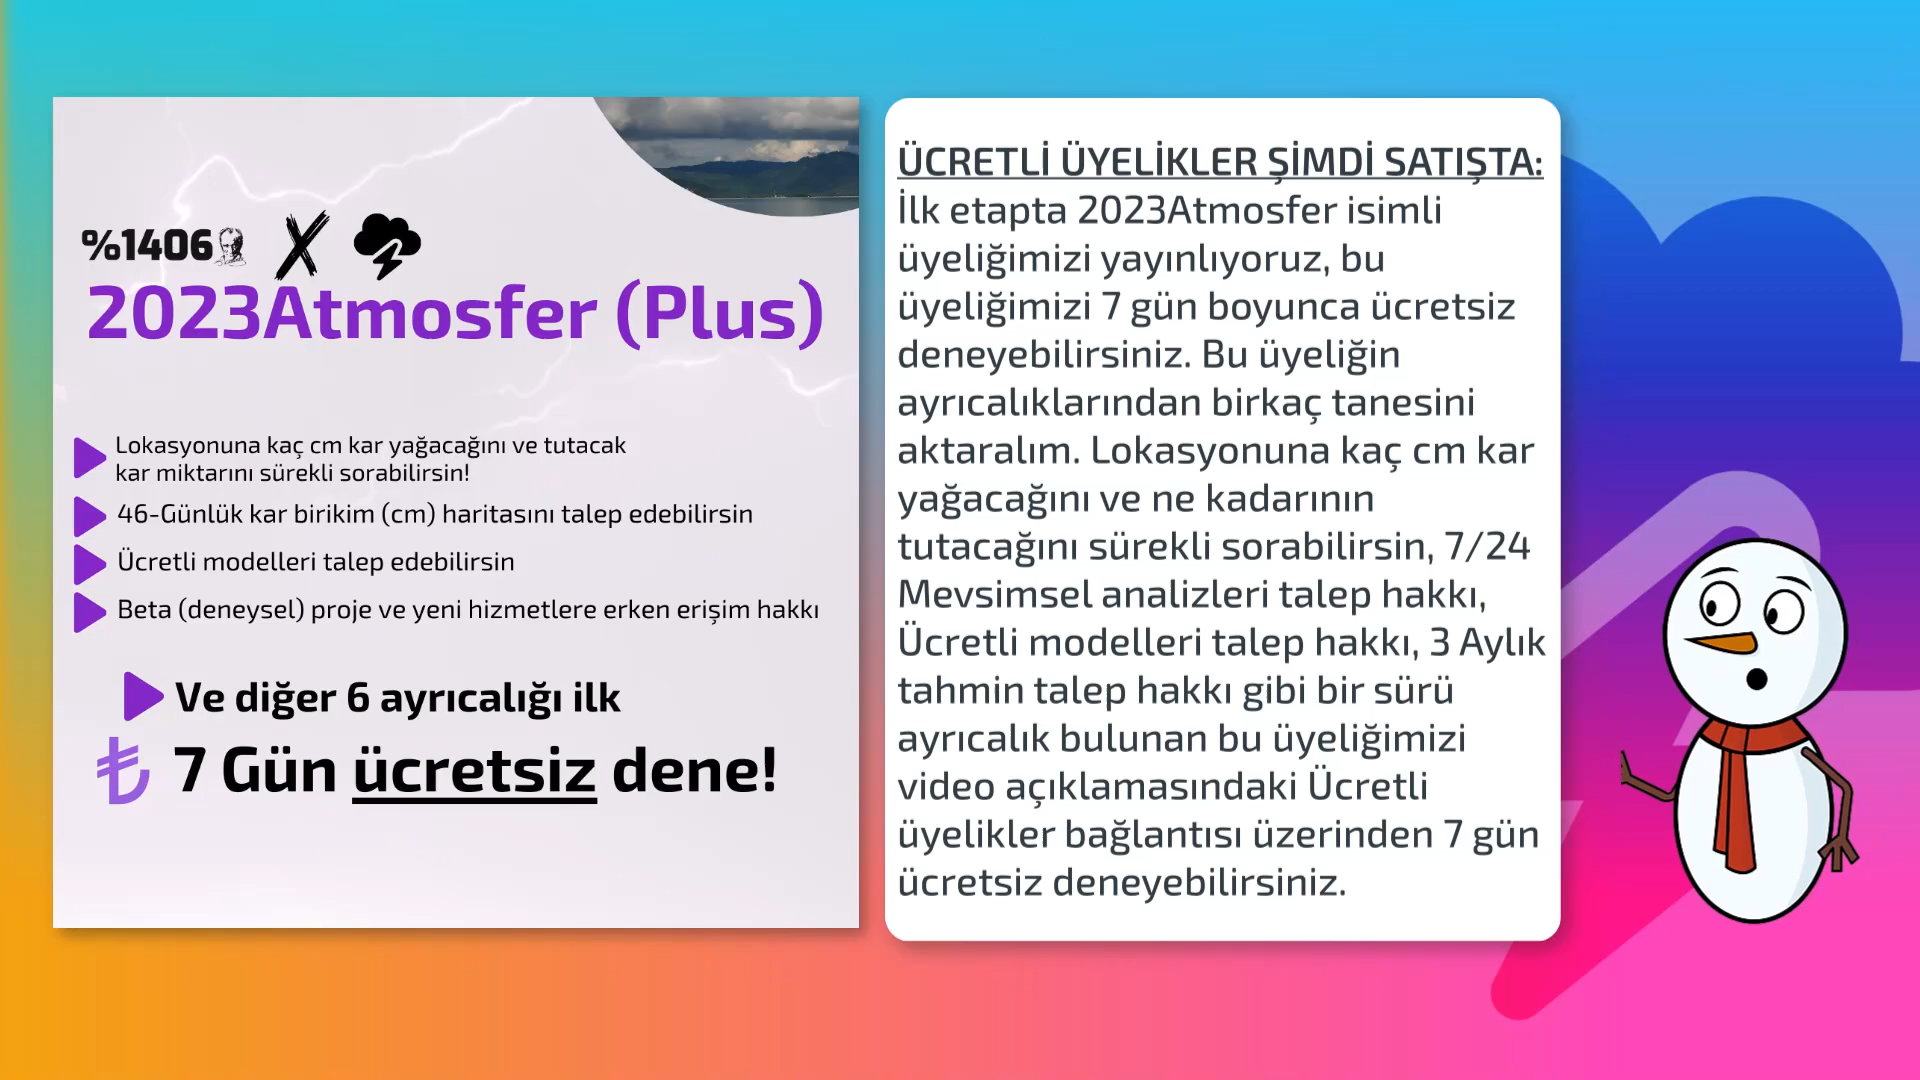 %1406
2023Atmosfer (Plus)
Lokasyonuna kaç cm kar yağacağını ve tutacak
kar miktarını sürekli sorabilirsin!
46-Günlük kar birikim (cm) haritasını talep edebilirsin
Ücretli modelleri talep edebilirsin
Beta (deneysel) proje ve yeni hizmetlere erken erişim hakkı
Ve diğer 6 ayrıcalığı ilk
₺ 7 Gün ücretsiz dene!
ÜCRETLİ ÜYELİKLER ŞİMDİ SATIŞTA:
İlk etapta 2023Atmosfer isimli
üyeliğimizi yayınlıyoruz, bu
üyeliğimizi 7 gün boyunca ücretsiz
deneyebilirsiniz. Bu üyeliğin
ayrıcalıklarından birkaç tanesini
aktaralım. Lokasyonuna kaç cm kar
yağacağını ve ne kadarının
tutacağını sürekli sorabilirsin, 7/24
Mevsimsel analizleri talep hakkı,
Ücretli modelleri talep hakkı, 3 Aylık
tahmin talep hakkı gibi bir sürü
ayrıcalık bulunan bu üyeliğimizi
video açıklamasındaki Ücretli
üyelikler bağlantısı üzerinden 7 gün
ücretsiz deneyebilirsiniz.